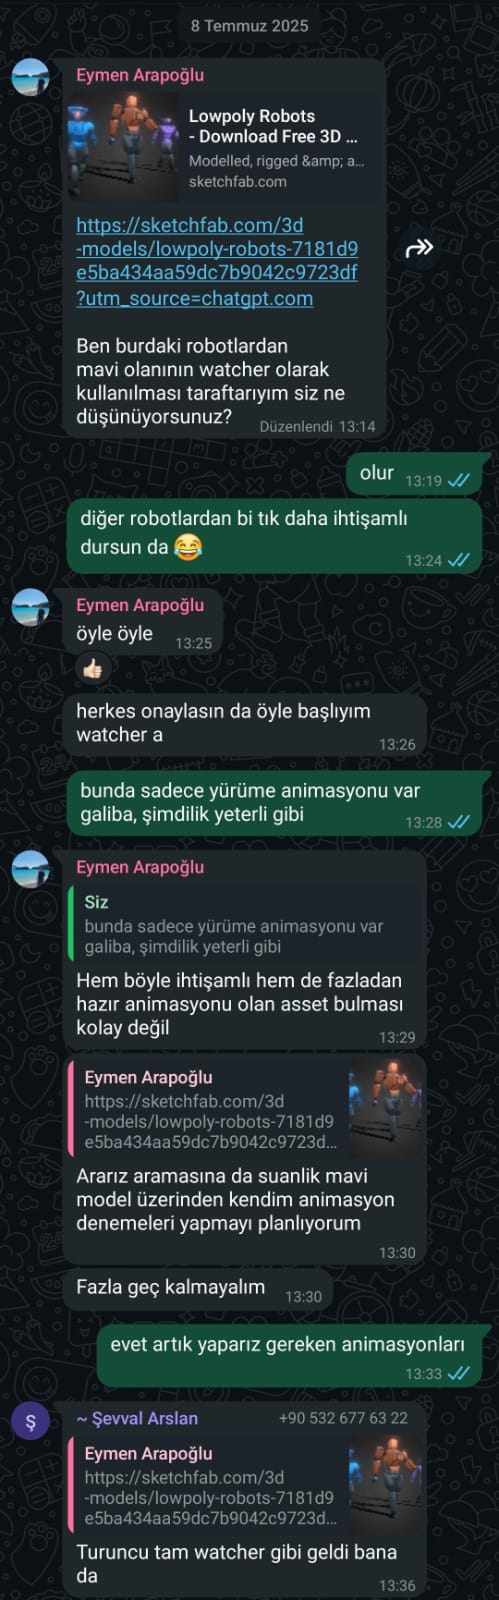 8 Temmuz 2025
Eymen Arapoğlu
Lowpoly Robots
- Download Free 3D ...
Modelled, rigged &amp; a...
sketchfab.com
https://sketchfab.com/3d
-models/lowpoly-robots-7181d9
e5ba434aa59dc7b9042c9723df
?utm_source=chatgpt.com
Ben burdaki robotlardan
mavi olanının watcher olarak
kullanılması taraftarıyım siz ne
düşünüyorsunuz?
Düzenlendi 13:14
olur
13:19
diğer robotlardan bi tık daha ihtişamlı
dursun da 😂
13:24
Eymen Arapoğlu
öyle öyle
13:25
👍🏻
herkes onaylasın da öyle başlıyım
watcher a
13:26
bunda sadece yürüme animasyonu var
galiba, şimdilik yeterli gibi
13:28
Eymen Arapoğlu
Siz
bunda sadece yürüme animasyonu var
galiba, şimdilik yeterli gibi
Hem böyle ihtişamlı hem de fazladan
hazır animasyonu olan asset bulması
kolay değil
13:29
Eymen Arapoğlu
https://sketchfab.com/3d
-models/lowpoly-robots-7181d9
e5ba434aa59dc7b9042c9723d...
Ararız aramasına da suanlik mavi
model üzerinden kendim animasyon
denemeleri yapmayı planlıyorum
13:30
Fazla geç kalmayalım
13:30
evet artık yaparız gereken animasyonları
13:33
Ş
~ Şevval Arslan
+90 532 677 63 22
Eymen Arapoğlu
https://sketchfab.com/3d
-models/lowpoly-robots-7181d9
e5ba434aa59dc7b9042c9723d...
Turuncu tam watcher gibi geldi bana
da
13:36